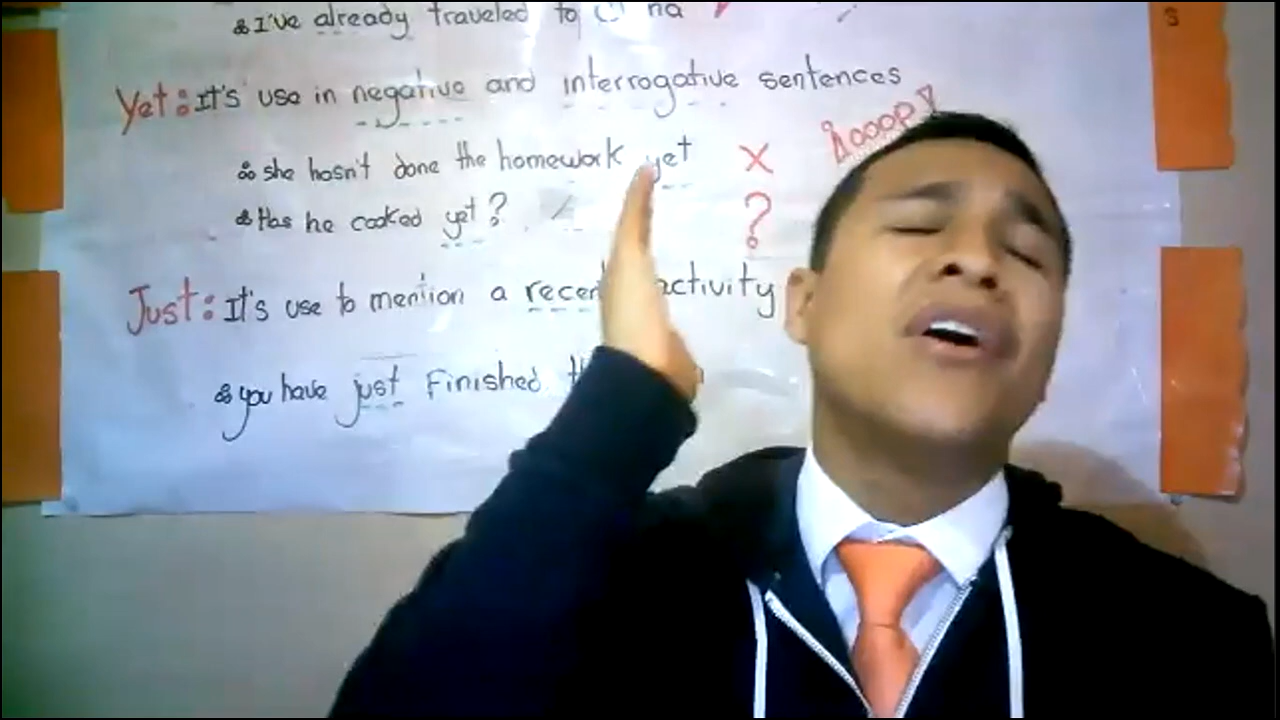 I've already traveled to
Yet: It's use in negative and interrogative sentences
she hasn't done the homework yet X
Has he cooked yet? ?
Just: It's use to mention a recent activity
you have just Finished
S